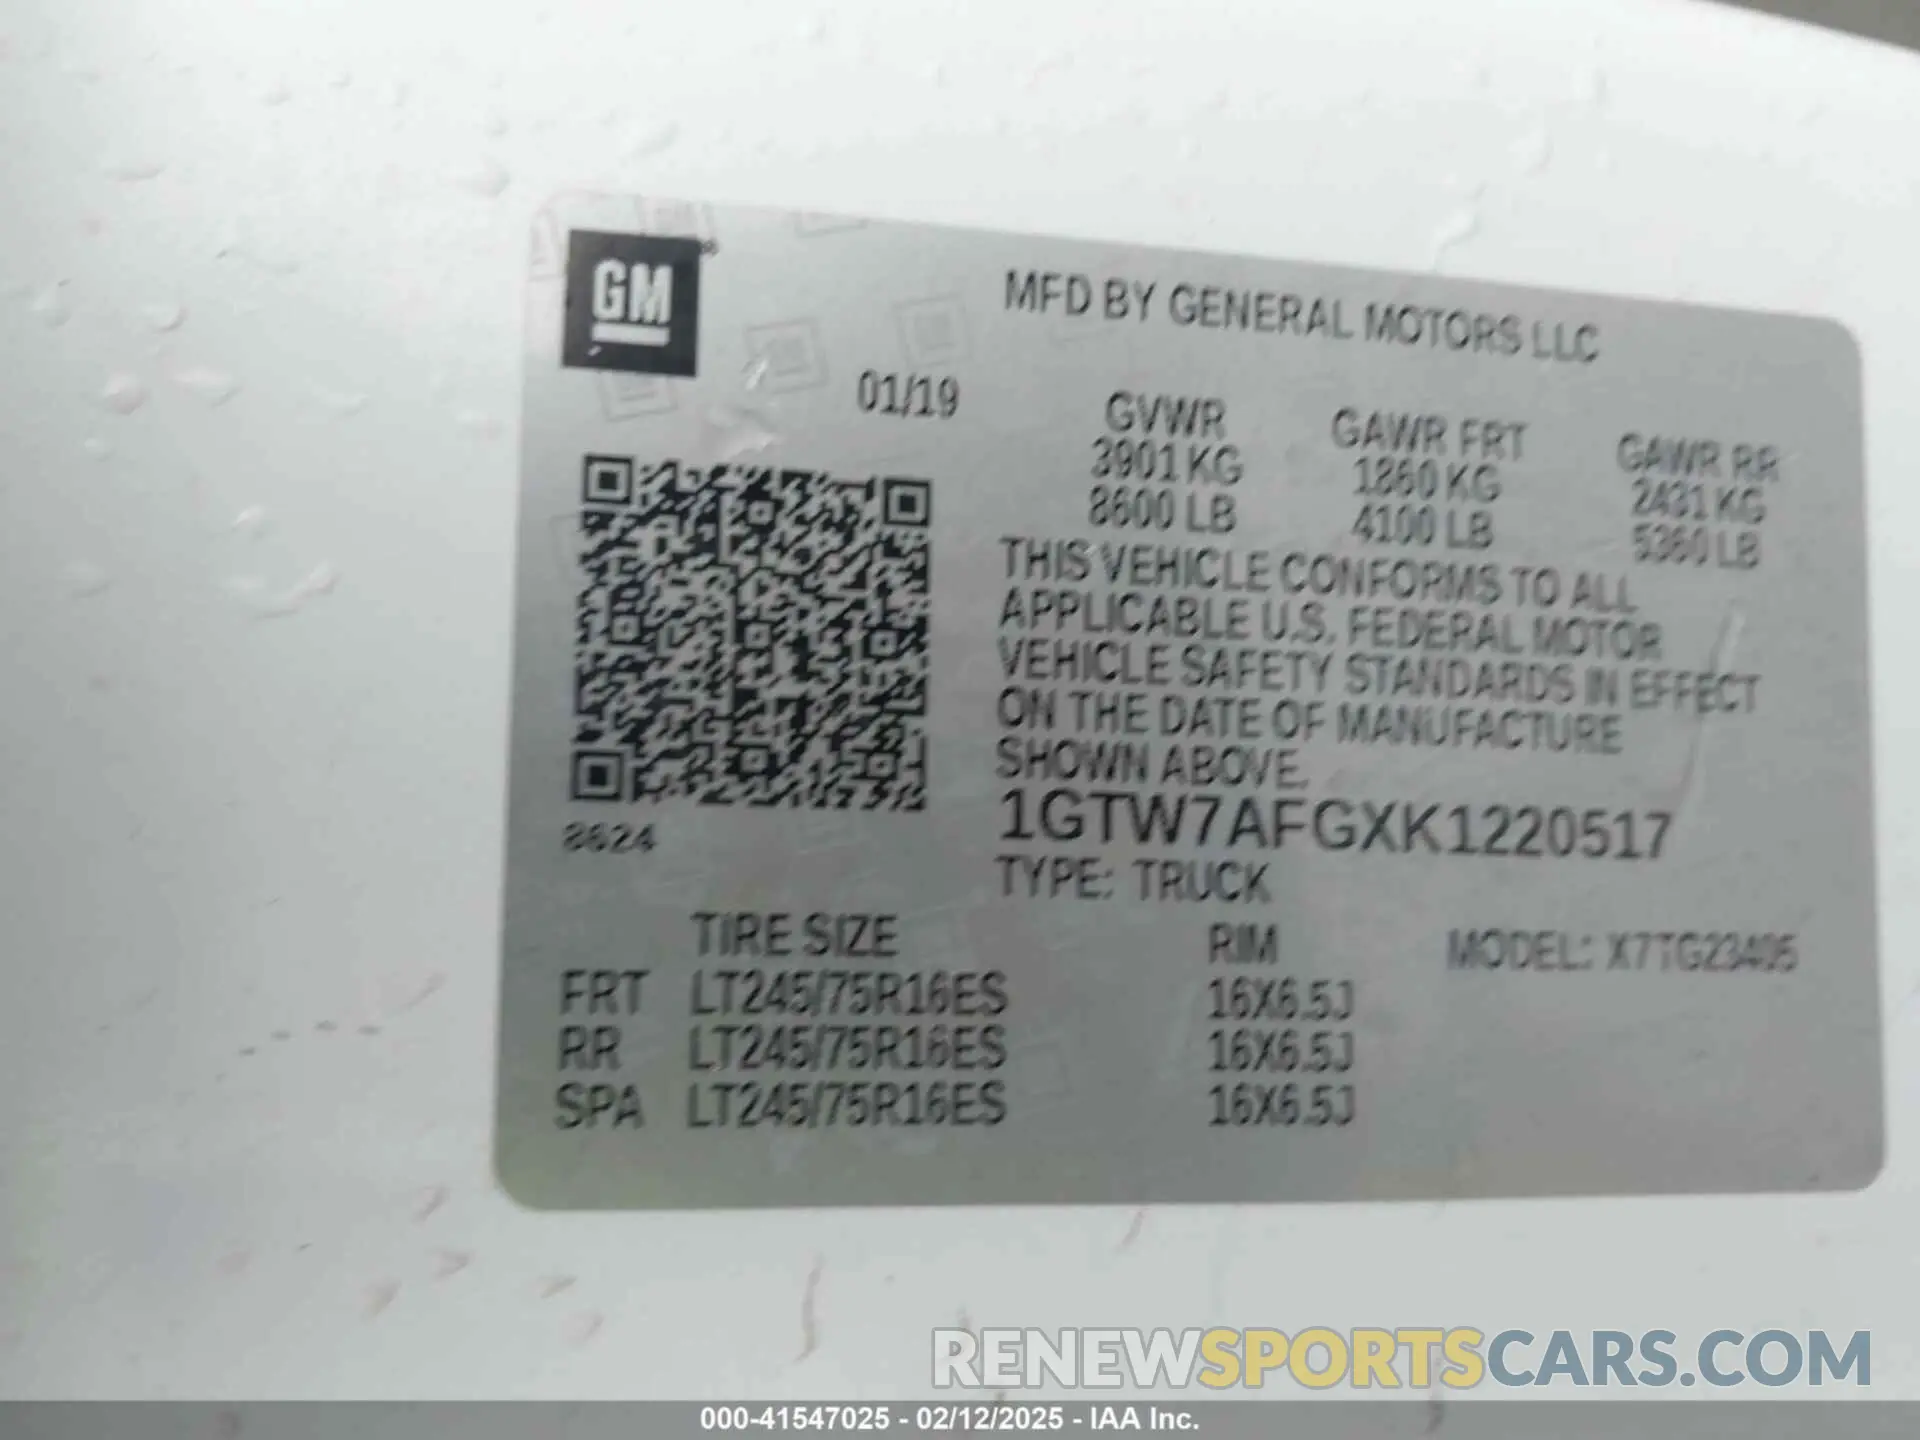 GM
MFD BY GENERAL MOTORS LLC
01/19
GVWR GAWR FRT GAWR RR
3901 KG 1860 KG 2431 KG
8600 LB 4100 LB 5360 LB
THIS VEHICLE CONFORMS TO ALL
APPLICABLE U.S. FEDERAL MOTOR
VEHICLE SAFETY STANDARDS IN EFFECT
ON THE DATE OF MANUFACTURE
SHOWN ABOVE.
1GTW7AFGXK1220517
8624
TYPE: TRUCK
TIRE SIZE RIM MODEL: X7TG23405
FRT LT245/75R16ES 16X6.5J
RR LT245/75R16ES 16X6.5J
SPA LT245/75R16ES 16X6.5J
RENEWSPORTSCARS.COM
000-41547025 - 02/12/2025 - IAA Inc.